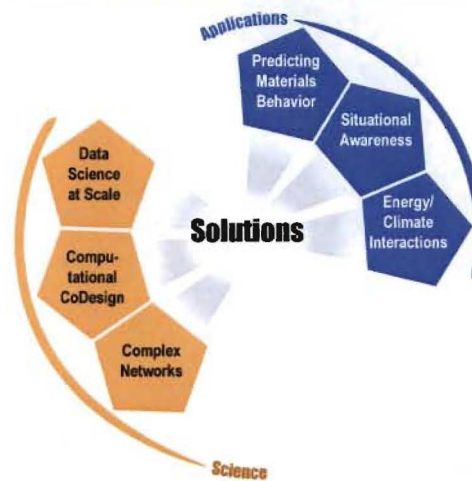 Applications
Predicting
Materials
Behavior
Situational
Awareness
Energy/
Climate
Interactions
Solutions
Data
Science
at Scale
Compu-
tational
CoDesign
Complex
Networks
Science